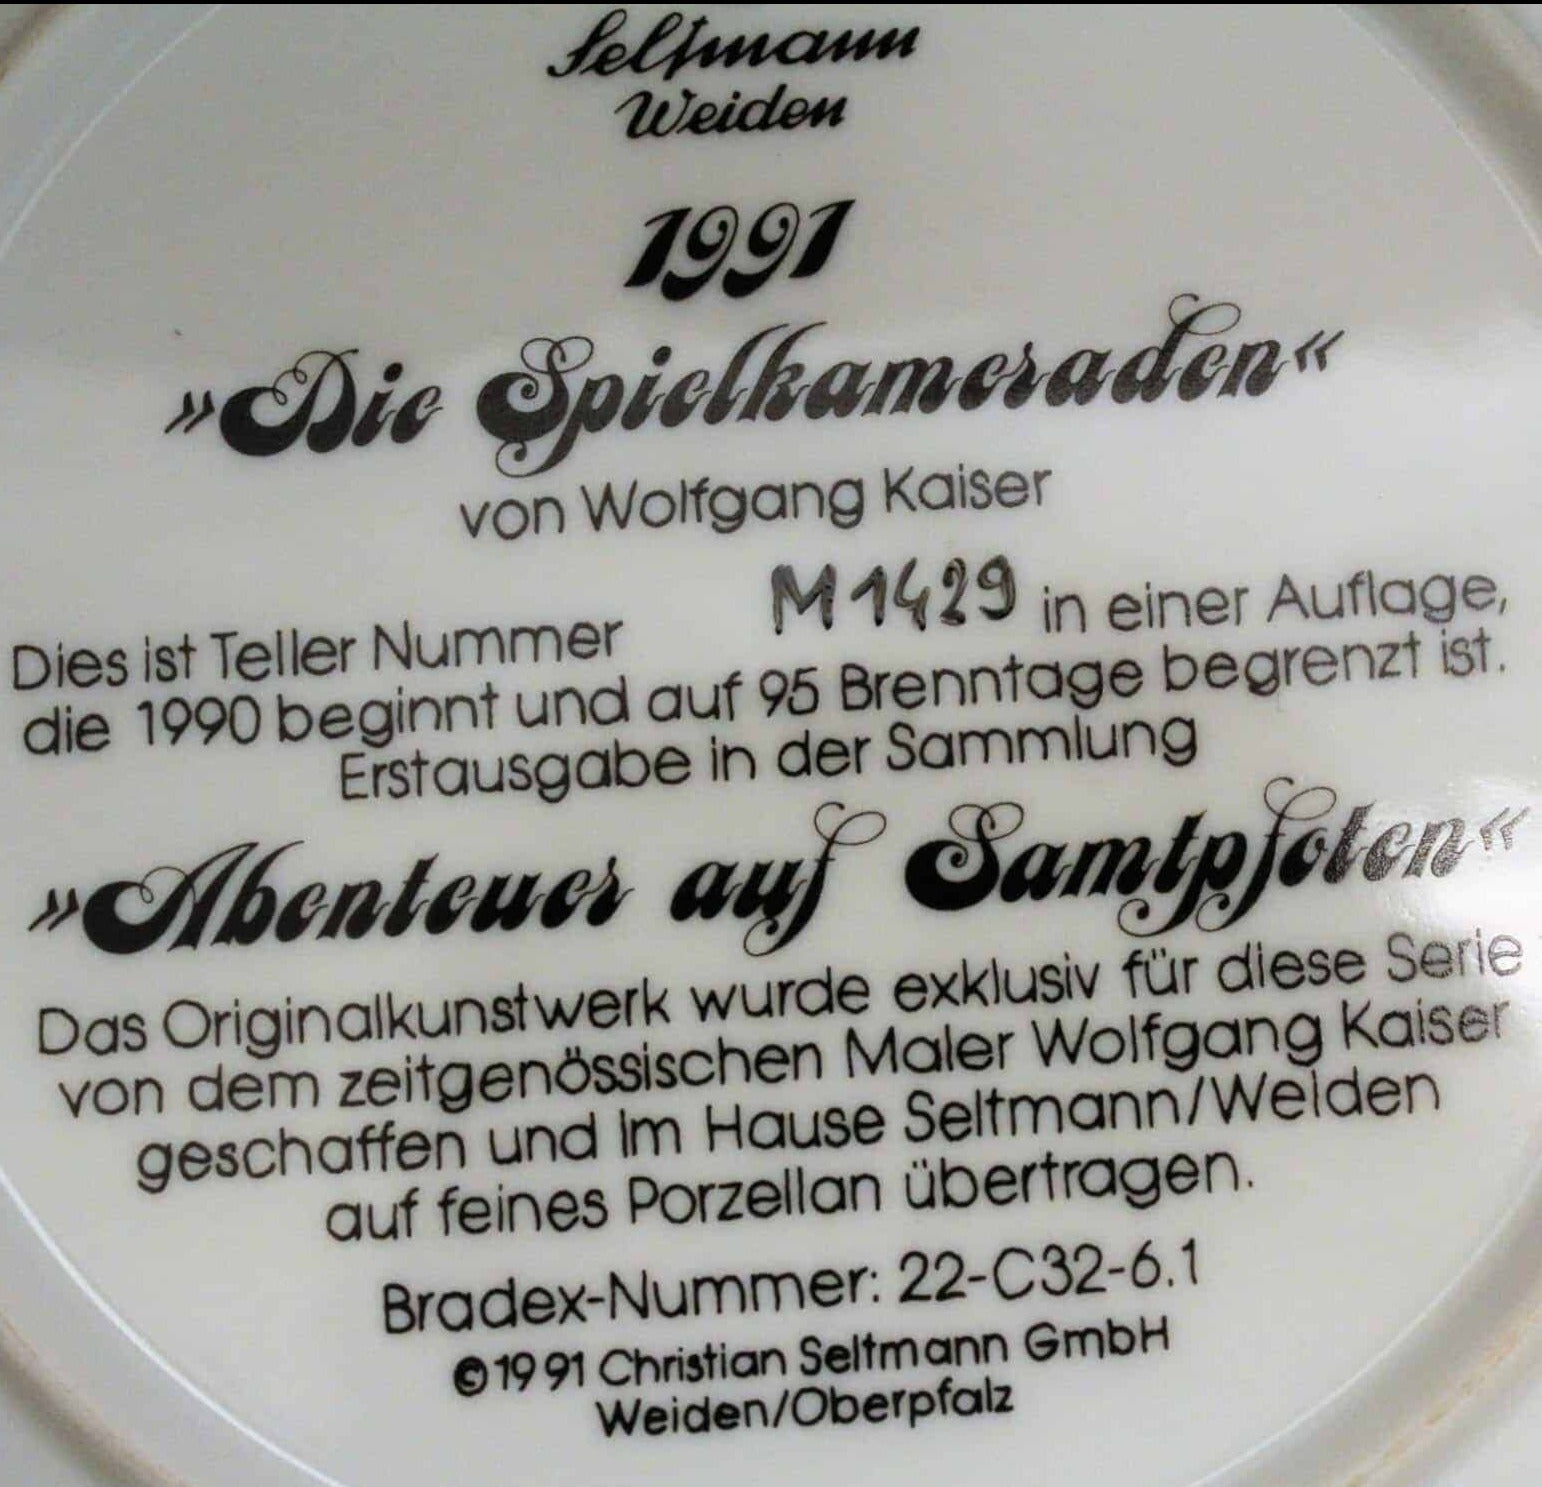 Seltmann
Weiden
1991
»Die Spielkameraden«
von Wolfgang Kaiser
Dies ist Teller Nummer M1429 in einer Auflage,
die 1990 beginnt und auf 95 Brenntage begrenzt ist.
Erstausgabe in der Sammlung
»Abenteuer auf Samtpfoten«
Das Originalkunstwerk wurde exklusiv für diese Serie
von dem zeitgenössischen Maler Wolfgang Kaiser
geschaffen und im Hause Seltmann/Weiden
auf feines Porzellan übertragen.
Bradex-Nummer: 22-C32-6.1
©1991 Christian Seltmann GmbH
Weiden/Oberpfalz